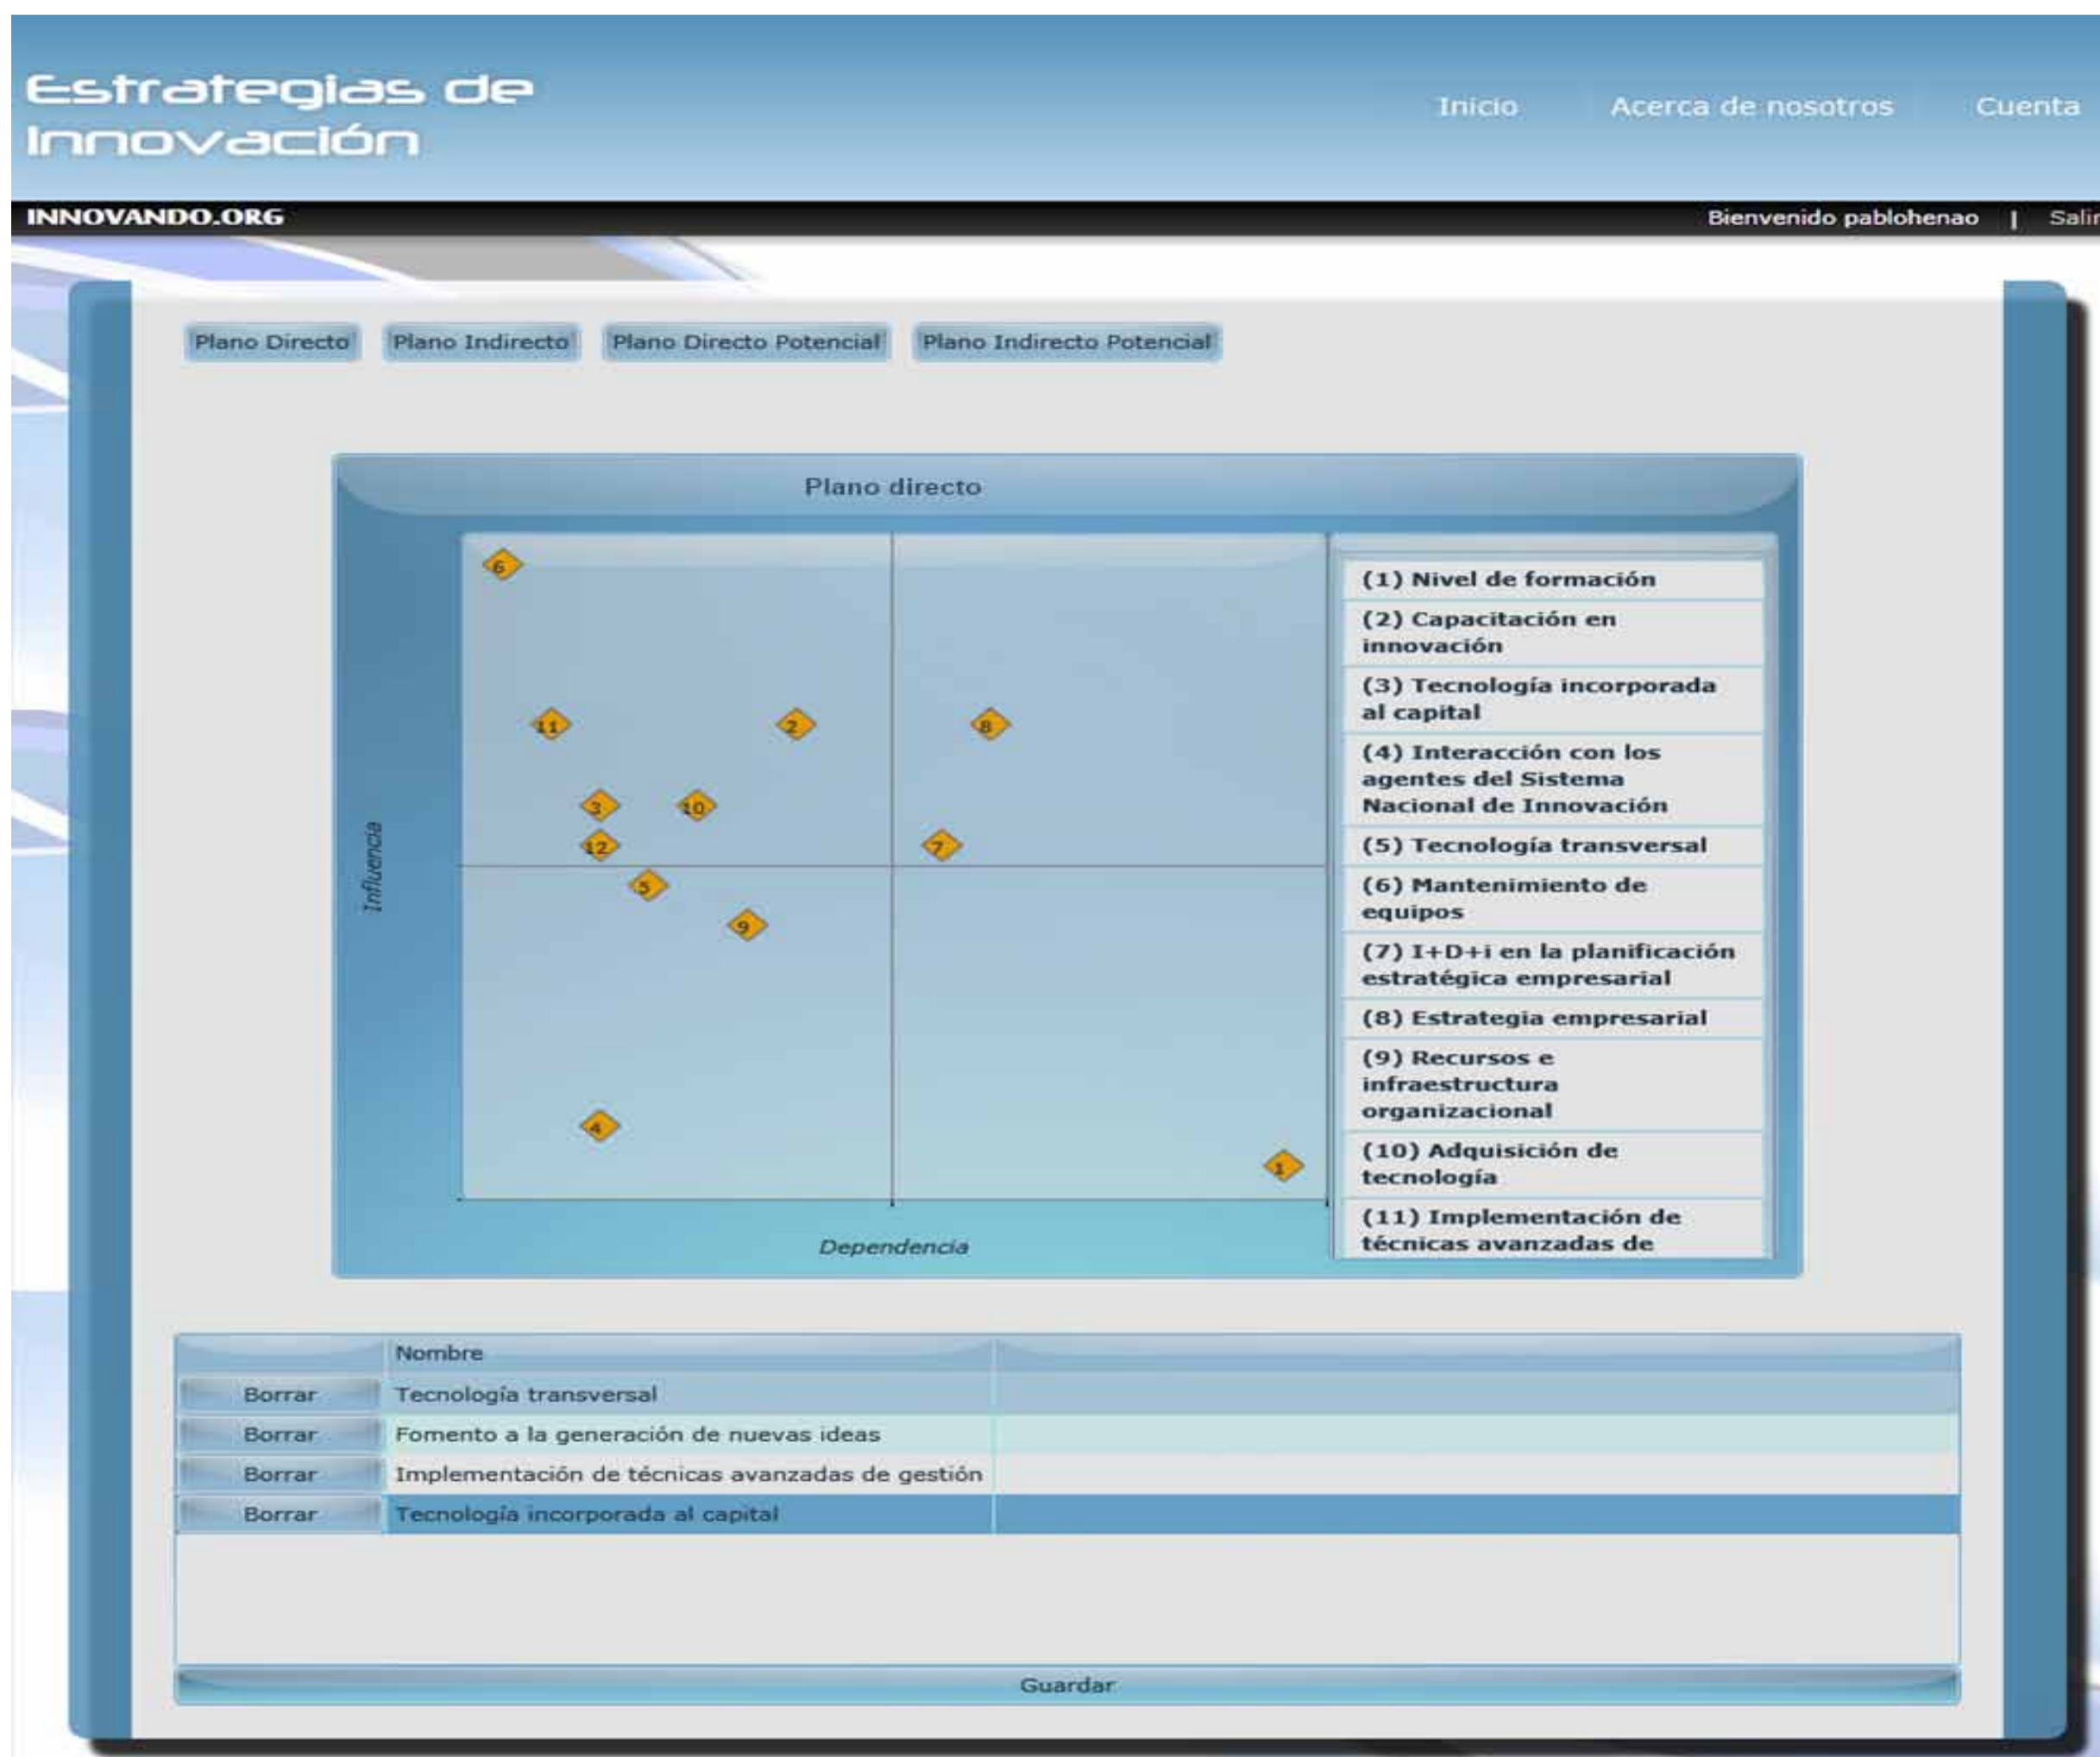 Estrategias de
Innovación
Inicio Acerca de nosotros Cuenta
INNOVANDO.ORG
Bienvenido pablohenao | Salir
Plano Directo Plano Indirecto Plano Directo Potencial Plano Indirecto Potencial
Plano directo
6
11 2 8
3 10
12 7
5
9
4
1
Influencia
Dependencia
(1) Nivel de formación
(2) Capacitación en
innovación
(3) Tecnología incorporada
al capital
(4) Interacción con los
agentes del Sistema
Nacional de Innovación
(5) Tecnología transversal
(6) Mantenimiento de
equipos
(7) I+D+i en la planificación
estratégica empresarial
(8) Estrategia empresarial
(9) Recursos e
infraestructura
organizacional
(10) Adquisición de
tecnología
(11) Implementación de
técnicas avanzadas de
Nombre
Borrar Tecnología transversal
Borrar Fomento a la generación de nuevas ideas
Borrar Implementación de técnicas avanzadas de gestión
Borrar Tecnología incorporada al capital
Guardar